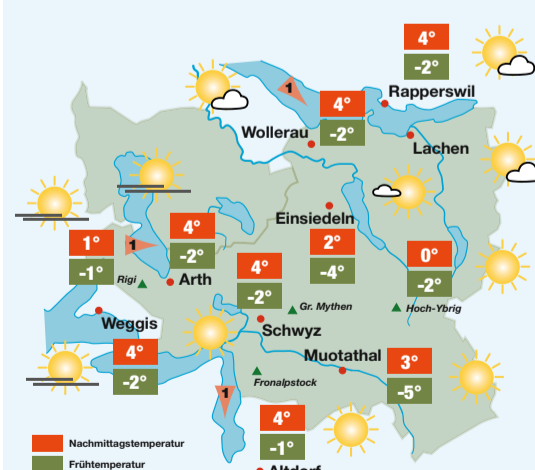 4°
-2°
Rapperswil
1
4°
-2°
Wollerau
Lachen
Einsiedeln
2°
-4°
4°
-2°
1°
-1°
1
Rigi
Arth
4°
-2°
0°
-2°
Gr. Mythen
Hoch-Ybrig
Weggis
Schwyz
4°
-2°
Muotathal
3°
-5°
Fronalpstock
1
4°
-1°
Altdorf
Nachmittagstemperatur
Frühtemperatur